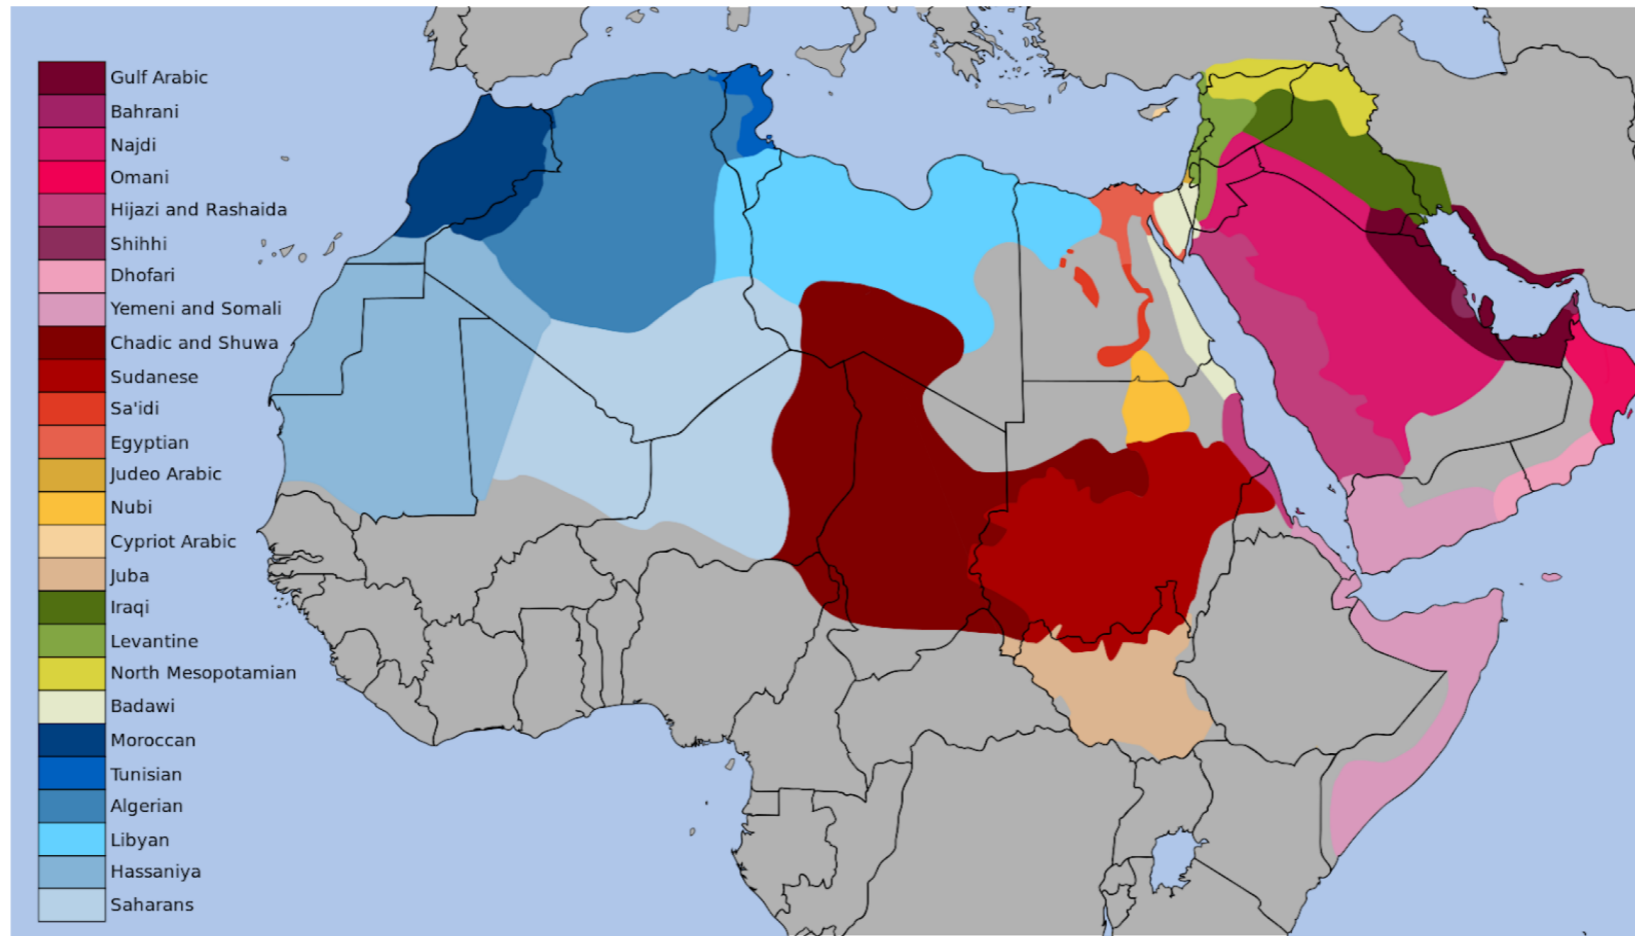 Gulf Arabic
Bahrani
Najdi
Omani
Hijazi and Rashaida
Shihhi
Dhofari
Yemeni and Somali
Chadic and Shuwa
Sudanese
Sa'idi
Egyptian
Judeo Arabic
Nubi
Cypriot Arabic
Juba
Iraqi
Levantine
North Mesopotamian
Badawi
Moroccan
Tunisian
Algerian
Libyan
Hassaniya
Saharans